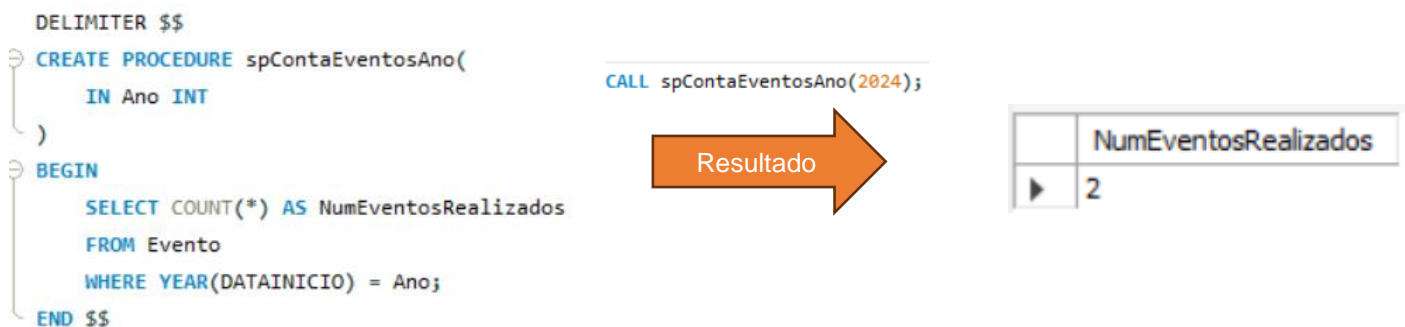 DELIMITER $$
CREATE PROCEDURE spContaEventosAno(
IN Ano INT
)
BEGIN
SELECT COUNT(*) AS NumEventosRealizados
FROM Evento
WHERE YEAR(DATAINICIO) = Ano;
END $$
CALL spContaEventosAno(2024);
Resultado
NumEventosRealizados
2